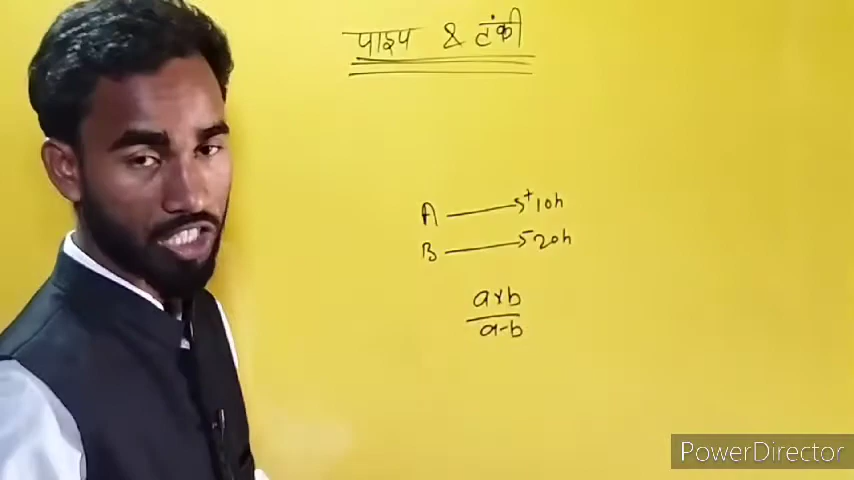 पाइप & टंकी
A → +10h
B → -20h
a×b
a-b
PowerDirector